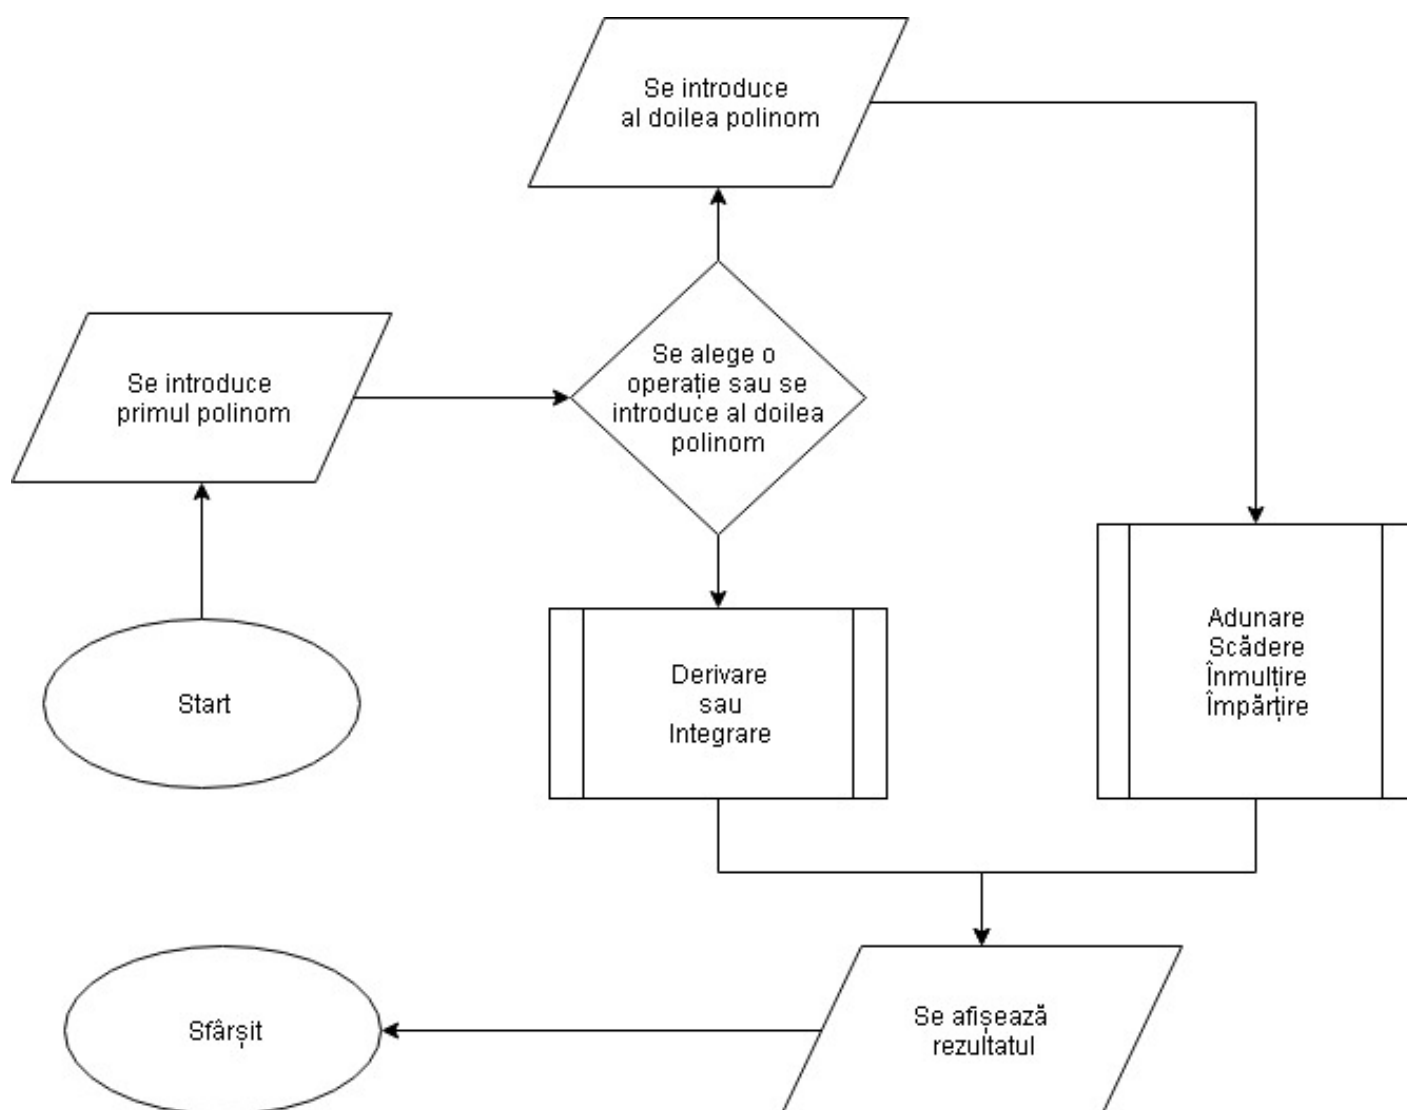 Se introduce
al doilea polinom
Se introduce
primul polinom
Se alege o
operație sau se
introduce al doilea
polinom
Start
Derivare
sau
Integrare
Adunare
Scădere
Înmulțire
Împărțire
Sfârșit
Se afișează
rezultatul